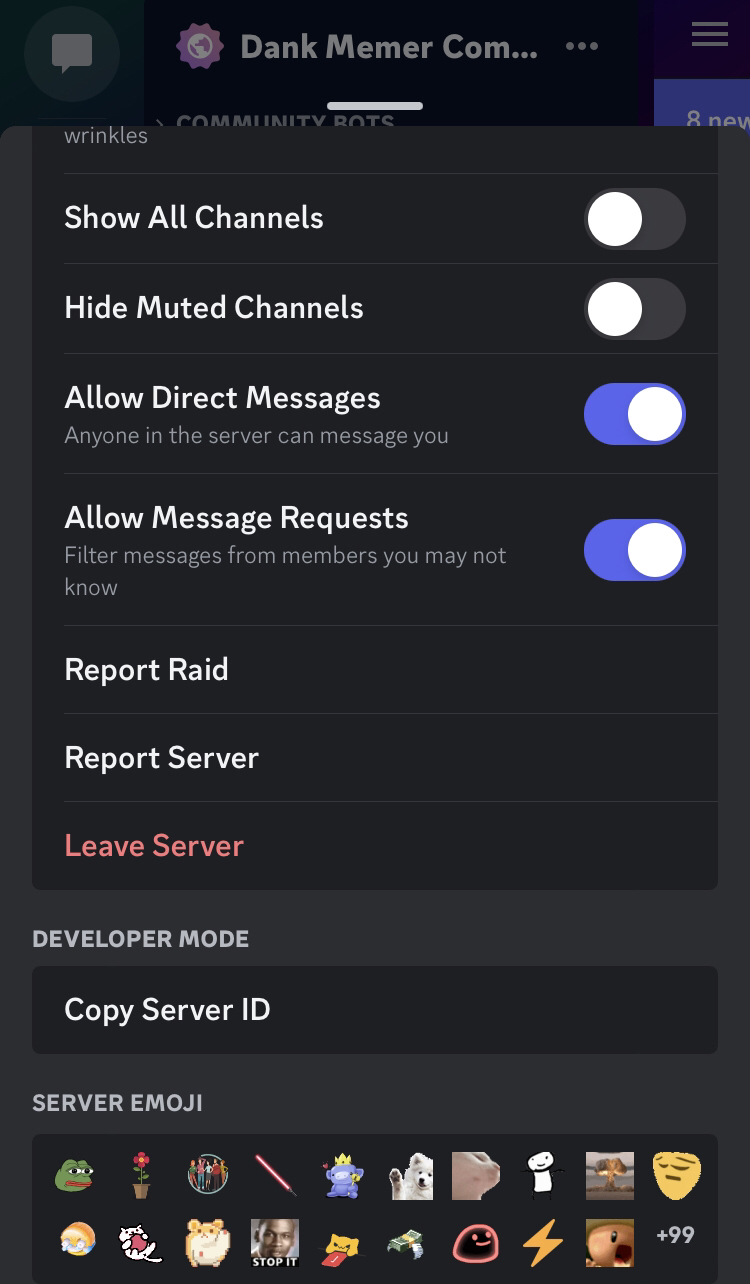 Dank Memer Com...
COMMUNITY BOTS
8 new
wrinkles
Show All Channels
Hide Muted Channels
Allow Direct Messages
Anyone in the server can message you
Allow Message Requests
Filter messages from members you may not
know
Report Raid
Report Server
Leave Server
DEVELOPER MODE
Copy Server ID
SERVER EMOJI
STOP IT
+99